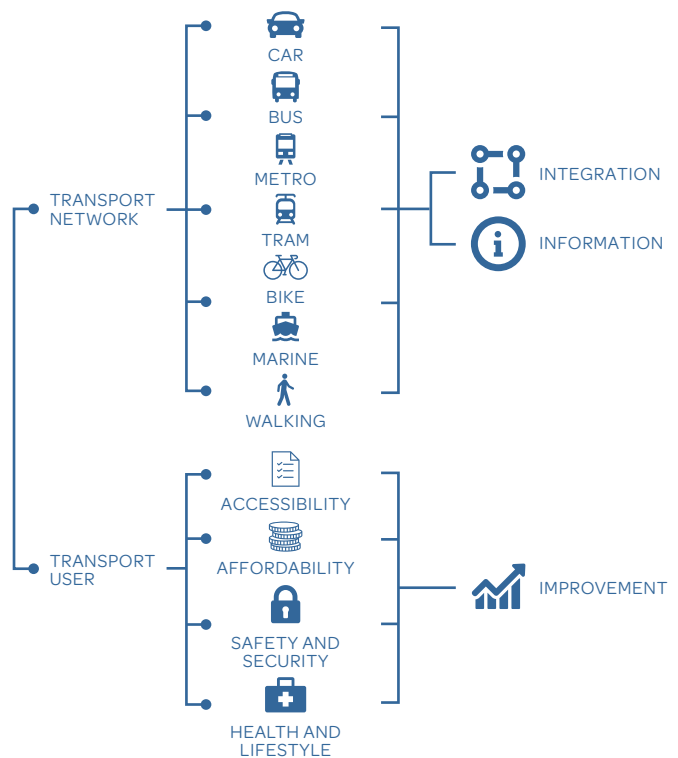 CAR
BUS
METRO
TRANSPORT
NETWORK
TRAM
BIKE
MARINE
WALKING
INTEGRATION
INFORMATION
ACCESSIBILITY
AFFORDABILITY
TRANSPORT
USER
SAFETY AND
SECURITY
HEALTH AND
LIFESTYLE
IMPROVEMENT